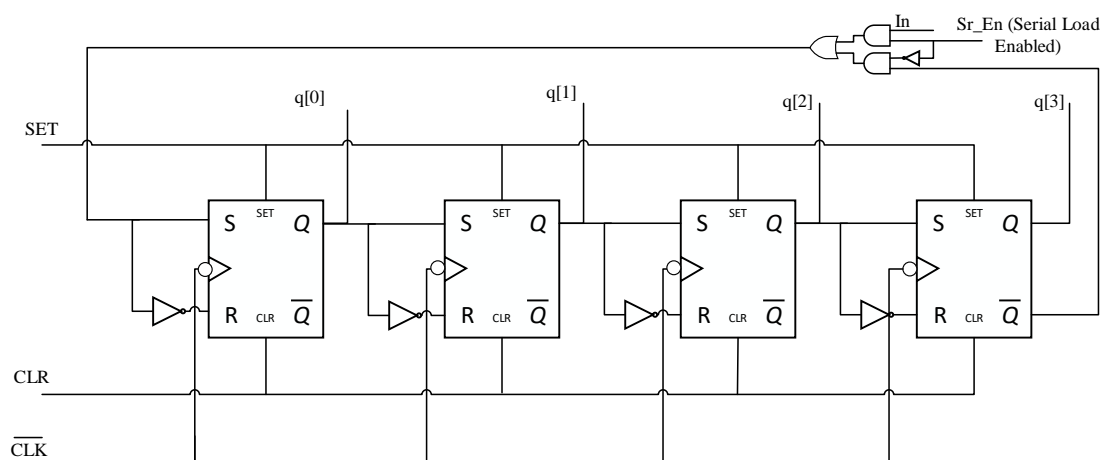 In
Sr_En (Serial Load
Enabled)
q[0]
q[1]
q[2]
q[3]
SET
S SET Q
S SET Q
S SET Q
S SET Q
R CLR Q̅
R CLR Q̅
R CLR Q̅
R CLR Q̅
CLR
C̅L̅K̅